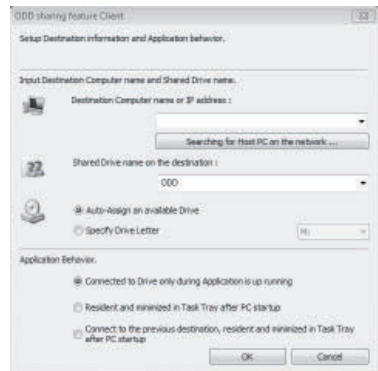 ODD sharing feature Client
Setup Destination information and Application behavior.
Input Destination Computer name and Shared Drive name.
Destination Computer name or IP address :
Searching for Host PC on the network ...
Shared Drive name on the destination :
ODD
Auto-Assign an available Drive
Specify Drive Letter
Application Behavior.
Connected to Drive only during Application is up running
Resident and minimized in Task Tray after PC startup
Connect to the previous destination, resident and minimized in Task Tray
after PC startup
OK
Cancel